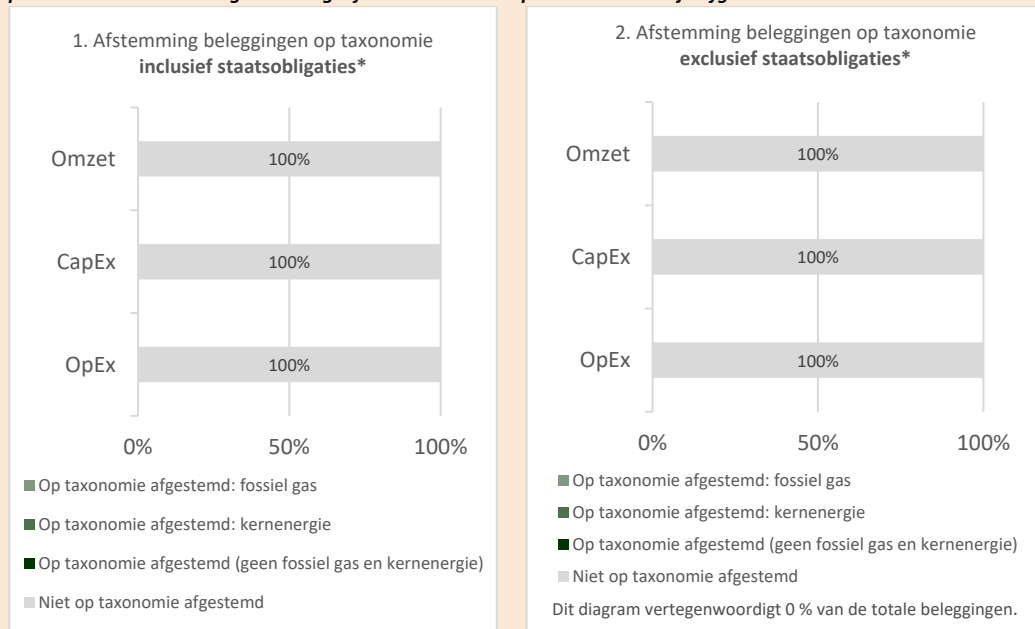 1. Afstemming beleggingen op taxonomie
inclusief staatsobligaties*
Omzet
100%
CapEx
100%
OpEx
100%
0% 50% 100%
Op taxonomie afgestemd: fossiel gas
Op taxonomie afgestemd: kernenergie
Op taxonomie afgestemd (geen fossiel gas en kernenergie)
Niet op taxonomie afgestemd
2. Afstemming beleggingen op taxonomie
exclusief staatsobligaties*
Omzet
100%
CapEx
100%
OpEx
100%
0% 50% 100%
Op taxonomie afgestemd: fossiel gas
Op taxonomie afgestemd: kernenergie
Op taxonomie afgestemd (geen fossiel gas en kernenergie)
Niet op taxonomie afgestemd
Dit diagram vertegenwoordigt 0 % van de totale beleggingen.